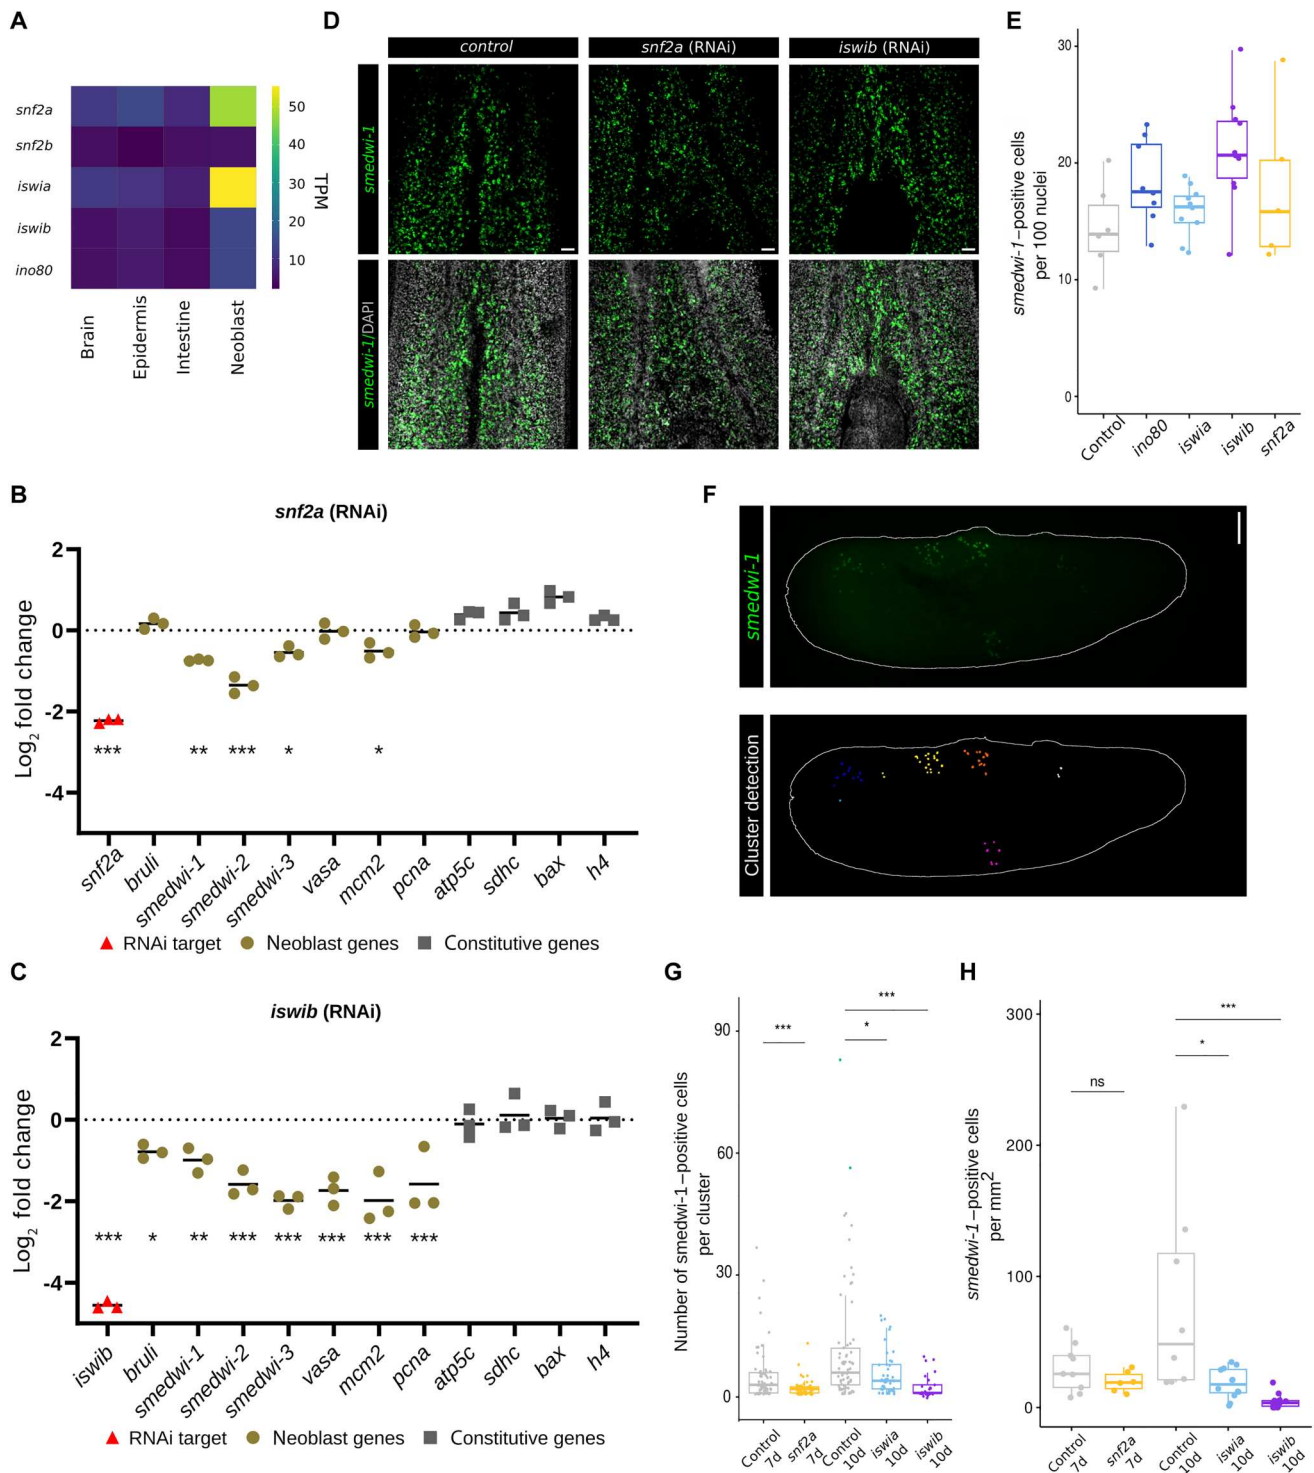 A
snf2a
snf2b
iswia
iswib
ino80
50
40
30
20
10
TPM
Brain
Epidermis
Intestine
Neoblast
D
control
snf2a (RNAi)
iswib (RNAi)
smedwi-1
smedwi-1/DAPI
E
smedwi-1–positive cells
per 100 nuclei
30
20
10
0
Control
ino80
iswia
iswib
snf2a
B
snf2a (RNAi)
Log2 fold change
2
0
-2
-4
***
**
***
*
*
snf2a
bruli
smedwi-1
smedwi-2
smedwi-3
vasa
mcm2
pcna
atp5c
sdhc
bax
h4
RNAi target
Neoblast genes
Constitutive genes
F
smedwi-1
Cluster detection
C
iswib (RNAi)
Log2 fold change
2
0
-2
-4
***
*
**
***
***
***
***
***
iswib
bruli
smedwi-1
smedwi-2
smedwi-3
vasa
mcm2
pcna
atp5c
sdhc
bax
h4
RNAi target
Neoblast genes
Constitutive genes
G
Number of smedwi-1–positive cells
per cluster
90
60
30
0
***
*
***
Control
7d
snf2a
7d
Control
10d
iswia
10d
iswib
10d
H
smedwi-1–positive cells
per mm2
300
200
100
0
ns
*
***
Control
7d
snf2a
7d
Control
10d
iswia
10d
iswib
10d